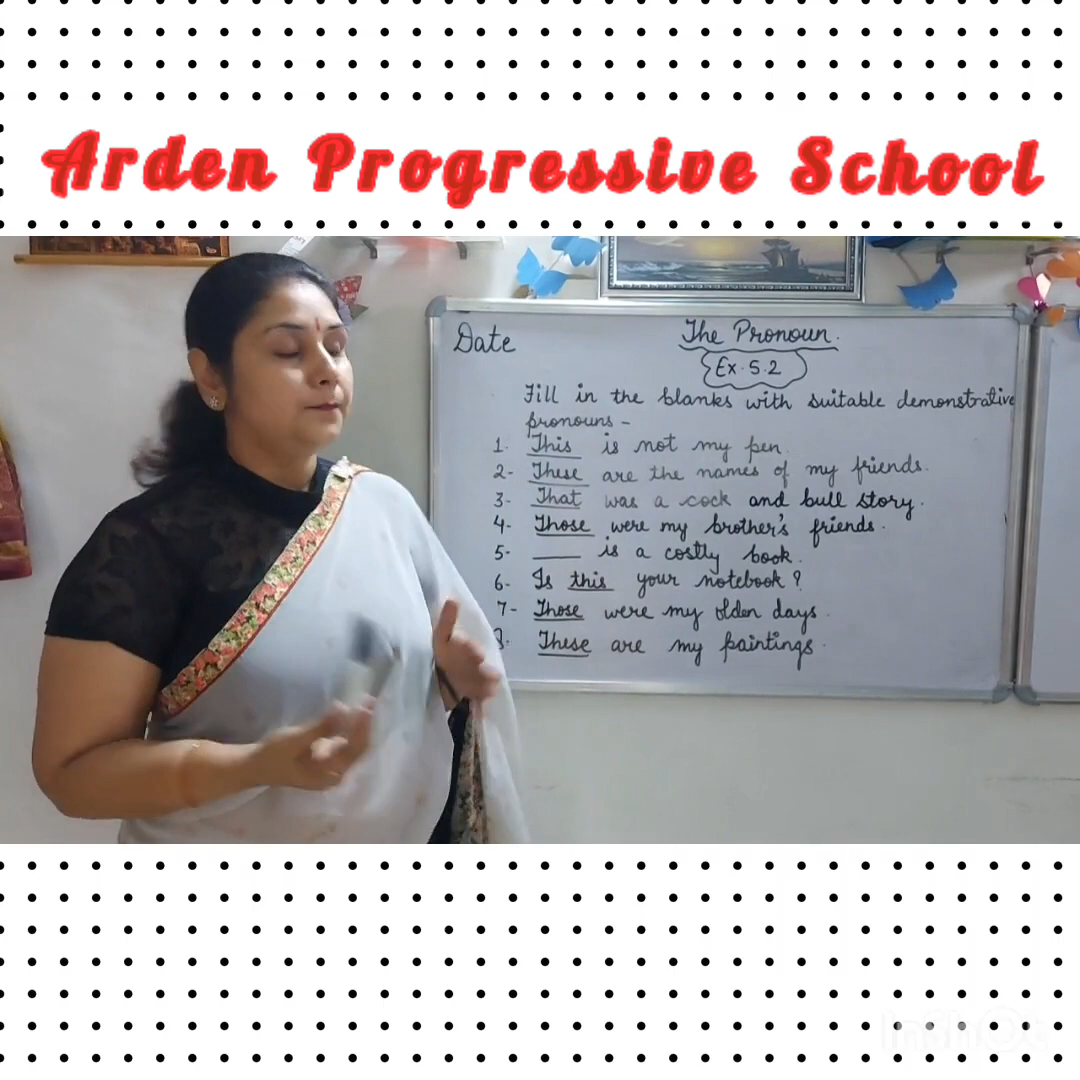 Arden Progressive School
Date
The Pronoun.
Ex. 5.2
Fill in the blanks with suitable demonstrative
pronouns -
1. This is not my pen.
2- These are the names of my friends.
3- That was a cock and bull story.
4- Those were my brother's friends.
5- ____ is a costly book.
6- Is this your notebook?
7- Those were my olden days.
8. These are my paintings.
InShOt